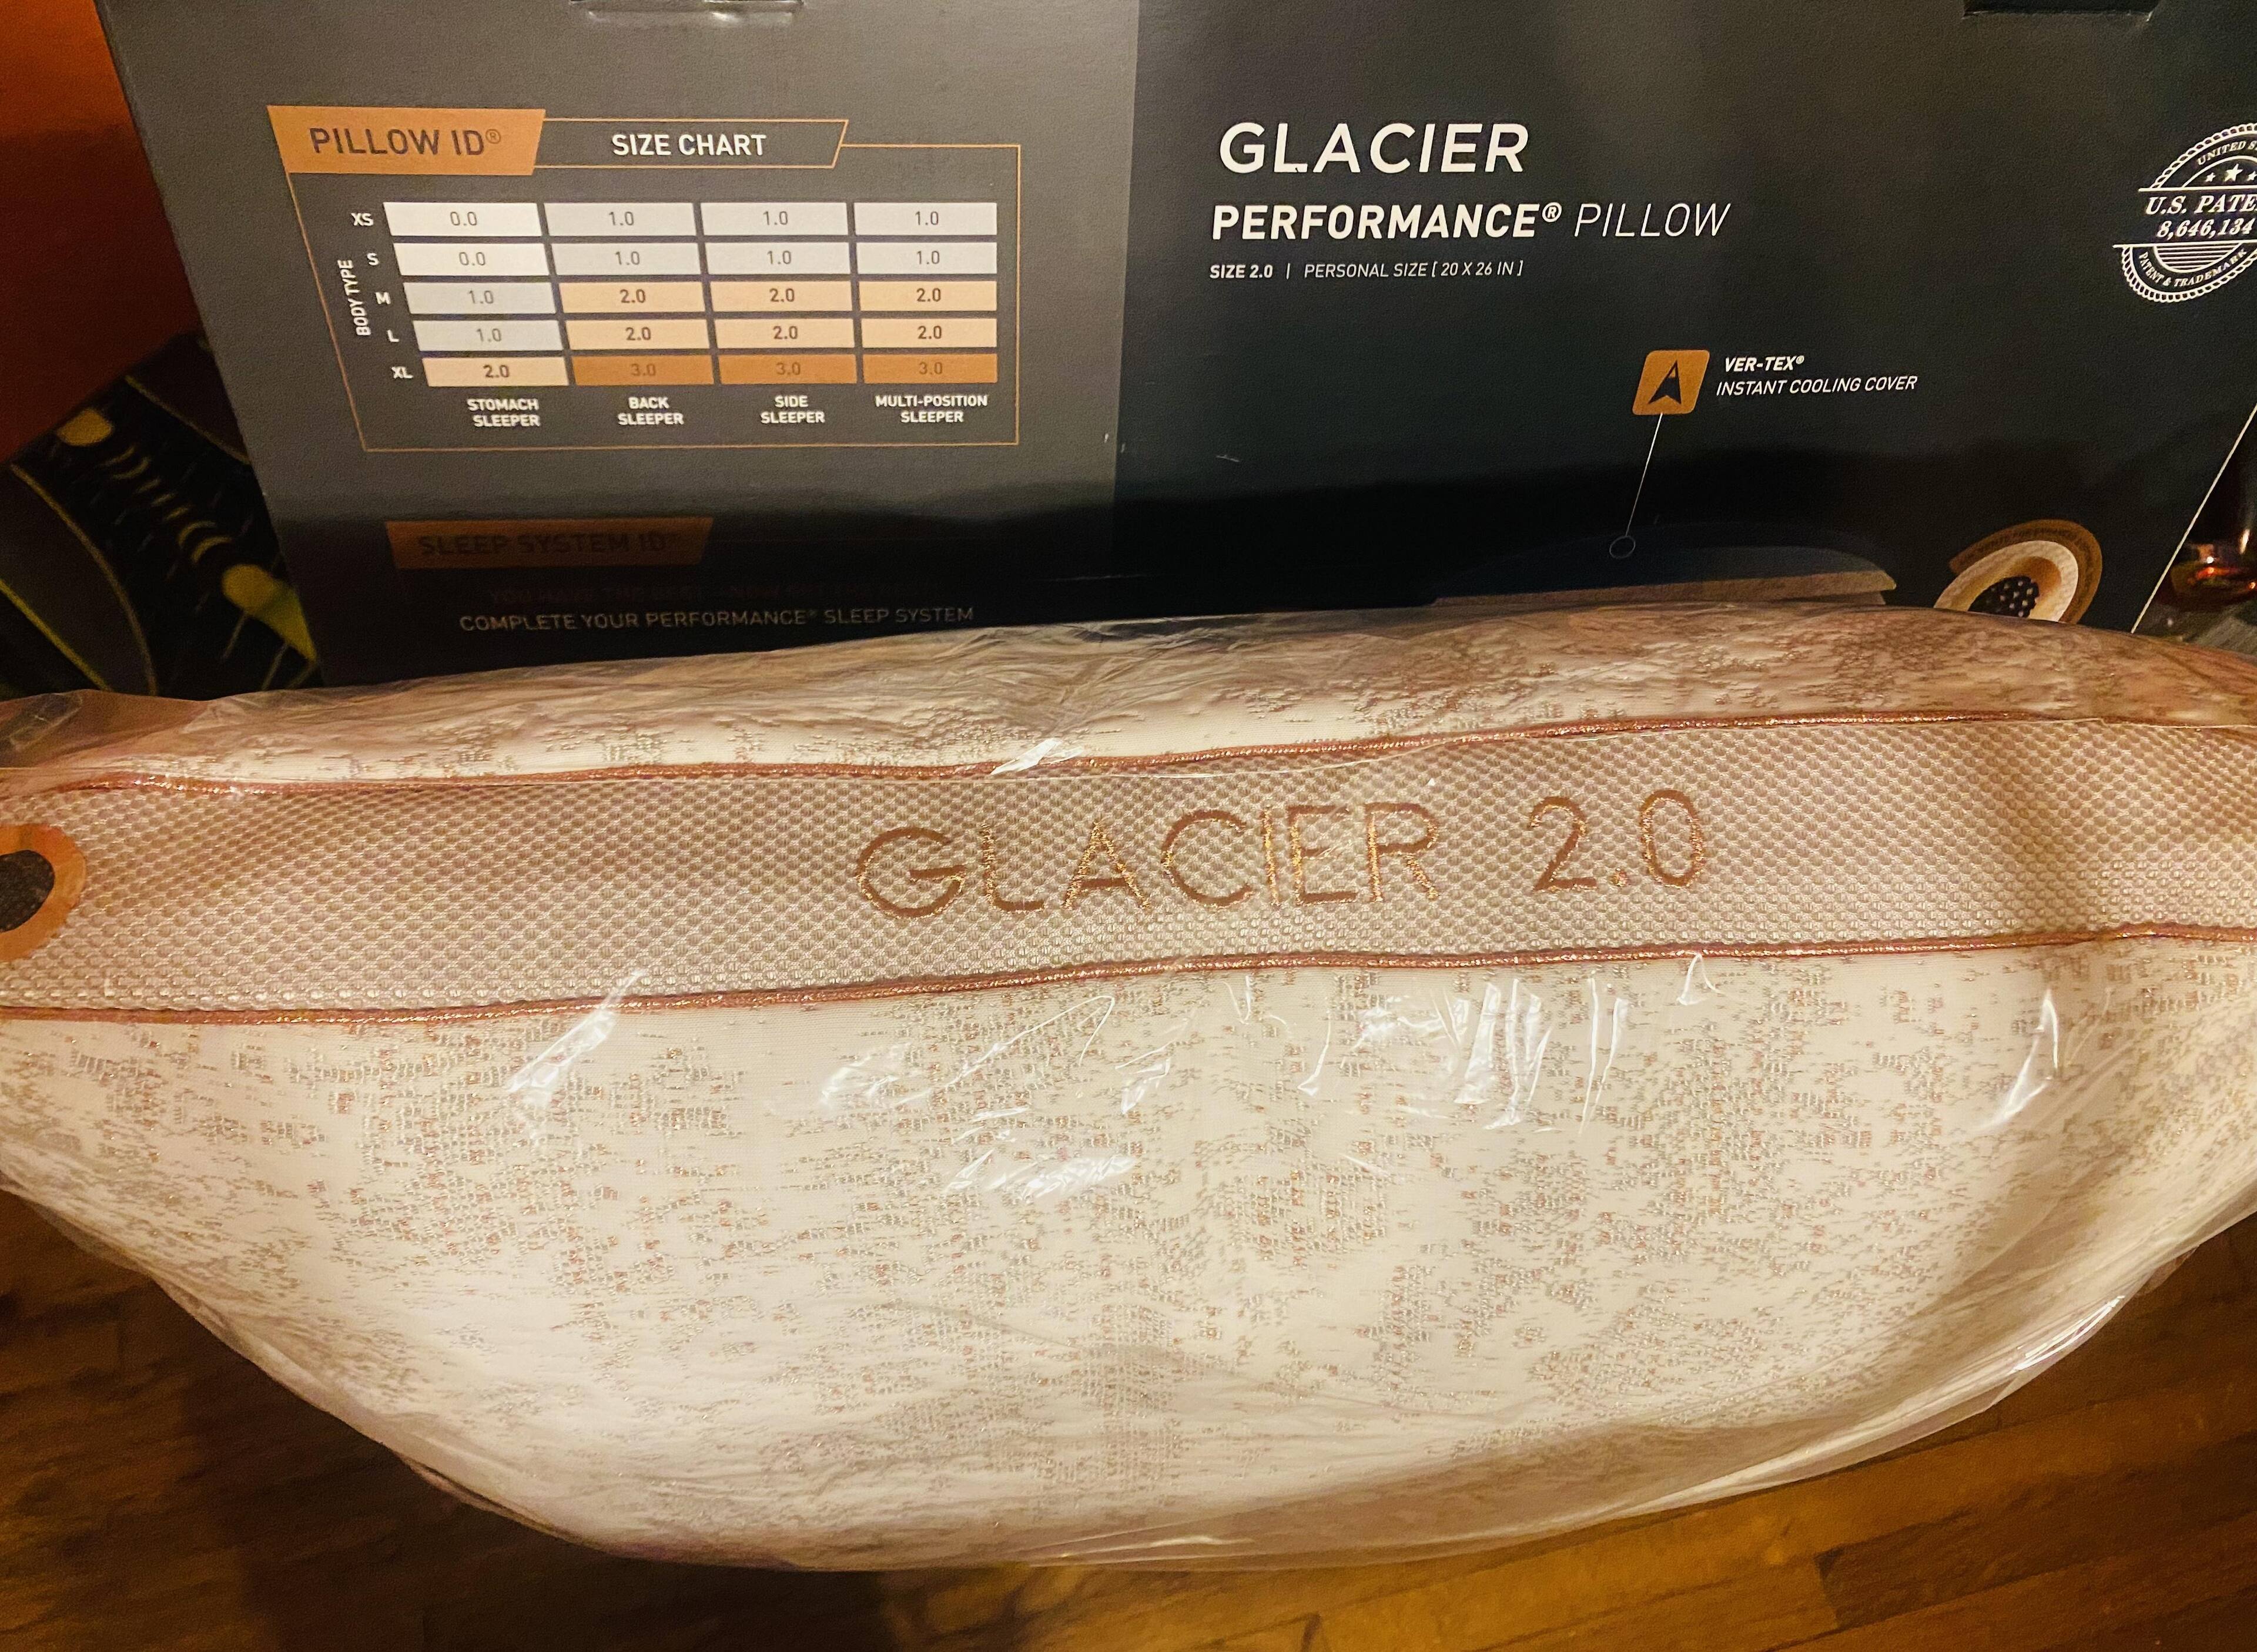 PILLOW ID® SIZE CHART
BODY TYPE
XS 0.0 1.0 1.0 1.0
S 0.0 1.0 1.0 1.0
M 1.0 2.0 2.0 2.0
L 1.0 2.0 2.0 2.0
XL 2.0 3.0 3.0 3.0
STOMACH SLEEPER
BACK SLEEPER
SIDE SLEEPER
MULTI-POSITION SLEEPER
SLEEP SYSTEM ID®
COMPLETE YOUR PERFORMANCE® SLEEP SYSTEM
GLACIER
PERFORMANCE® PILLOW
SIZE 2.0 | PERSONAL SIZE [ 20 X 26 IN ]
VER-TEX®
INSTANT COOLING COVER
UNITED
U.S. PATE
8,646,134
PATENT & TRADEMARK
GLACIER 2.0